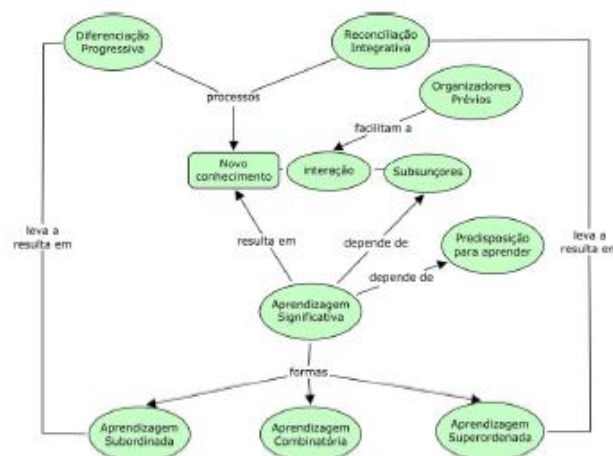 Diferenciação
Progressiva
Reconciliação
Integrativa
Organizadores
Prévios
processos
facilitam a
Novo
conhecimento
interação
Subsunçores
leva a
resulta em
resulta em
depende de
Predisposição
para aprender
leva a
resulta em
depende de
Aprendizagem
Significativa
formas
Aprendizagem
Subordinada
Aprendizagem
Combinatória
Aprendizagem
Superordenada